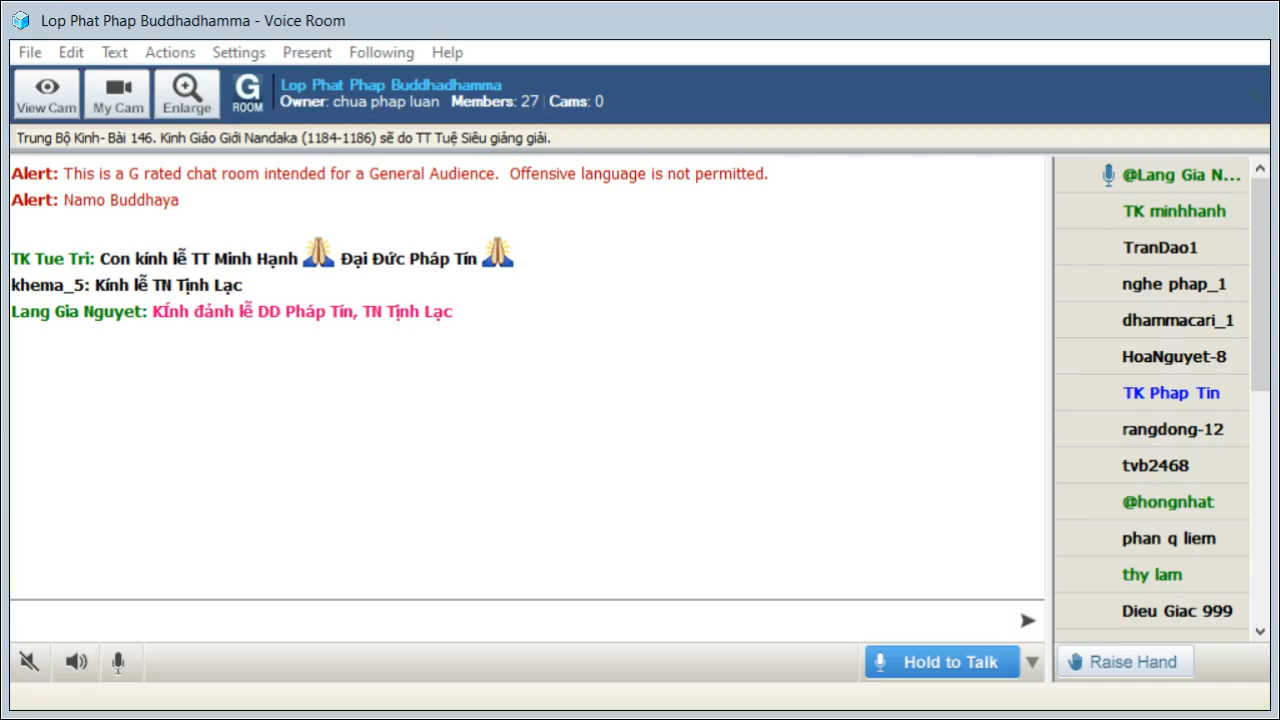 Lop Phat Phap Buddhadhamma - Voice Room
File Edit Text Actions Settings Present Following Help
View Cam My Cam Enlarge G ROOM
Lop Phat Phap Buddhadhamma
Owner: chua phap luan Members: 27 Cams: 0
Trung Bộ Kinh- Bài 146. Kinh Giáo Giới Nandaka (1184-1186) sẽ do TT Tuệ Siêu giảng giải.
Alert: This is a G rated chat room intended for a General Audience. Offensive language is not permitted.
Alert: Namo Buddhaya
TK Tue Tri: Con kính lễ TT Minh Hạnh Đại Đức Pháp Tín
khema_5: Kính lễ TN Tịnh Lạc
Lang Gia Nguyet: KÍnh đảnh lễ DD Pháp Tín, TN Tịnh Lạc
@Lang Gia N...
TK minhhanh
TranDao1
nghe phap_1
dhammacari_1
HoaNguyet-8
TK Phap Tin
rangdong-12
tvb2468
@hongnhat
phan q liem
thy lam
Dieu Giac 999
Hold to Talk
Raise Hand